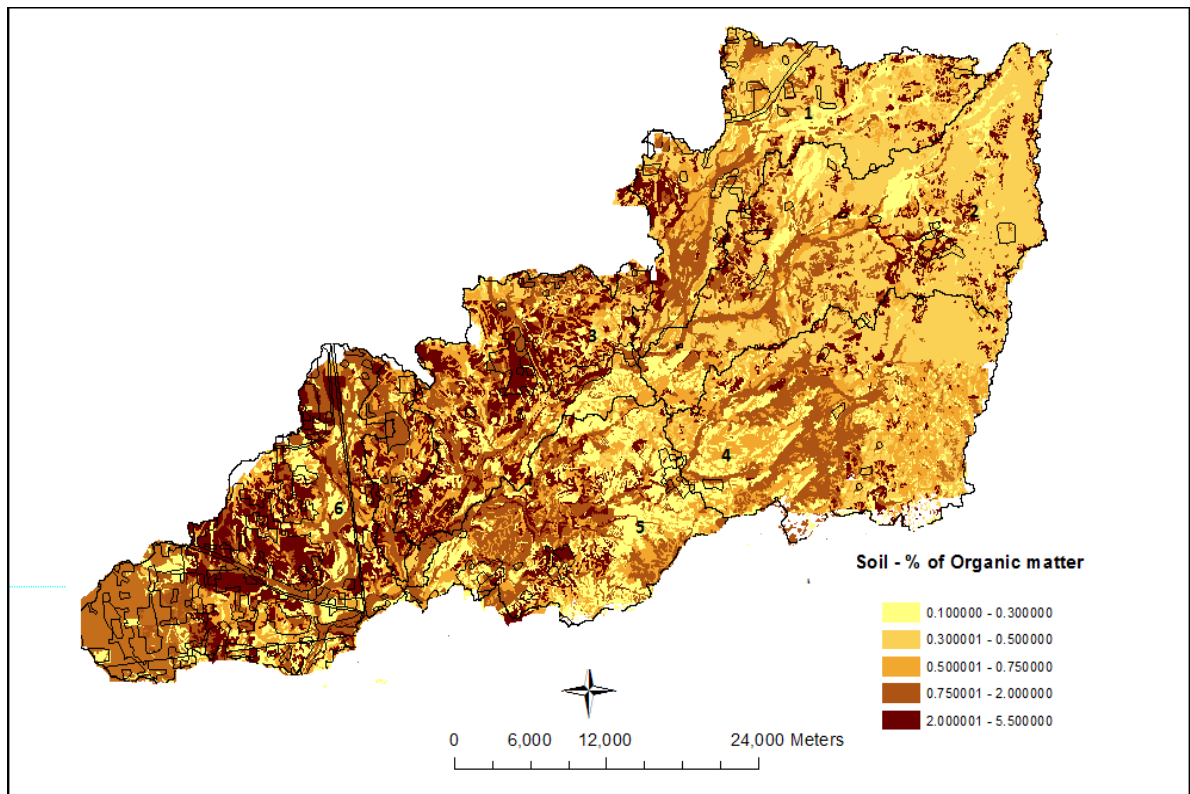 1
2
3
4
5
6
Soil - % of Organic matter
0.100000 - 0.300000
0.300001 - 0.500000
0.500001 - 0.750000
0.750001 - 2.000000
2.000001 - 5.500000
0 6,000 12,000 24,000 Meters